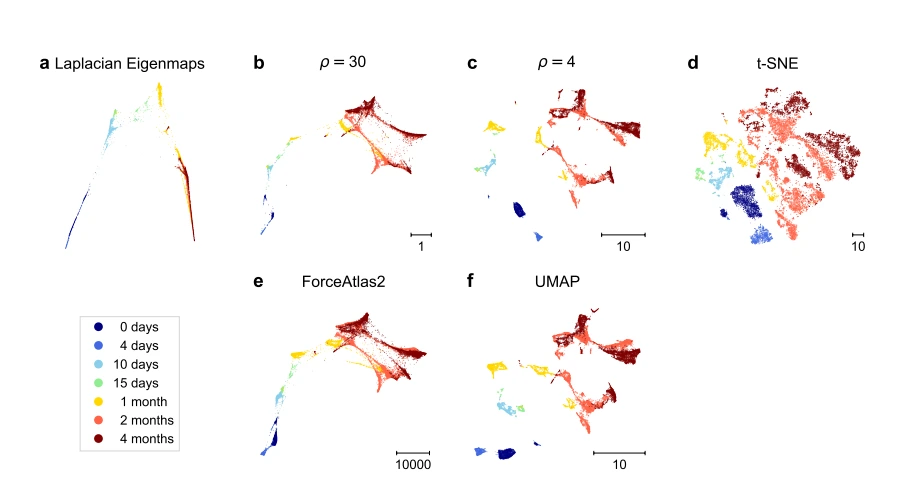 a Laplacian Eigenmaps
b ρ = 30
c ρ = 4
d t-SNE
1
10
10
e ForceAtlas2
f UMAP
0 days
4 days
10 days
15 days
1 month
2 months
4 months
10000
10